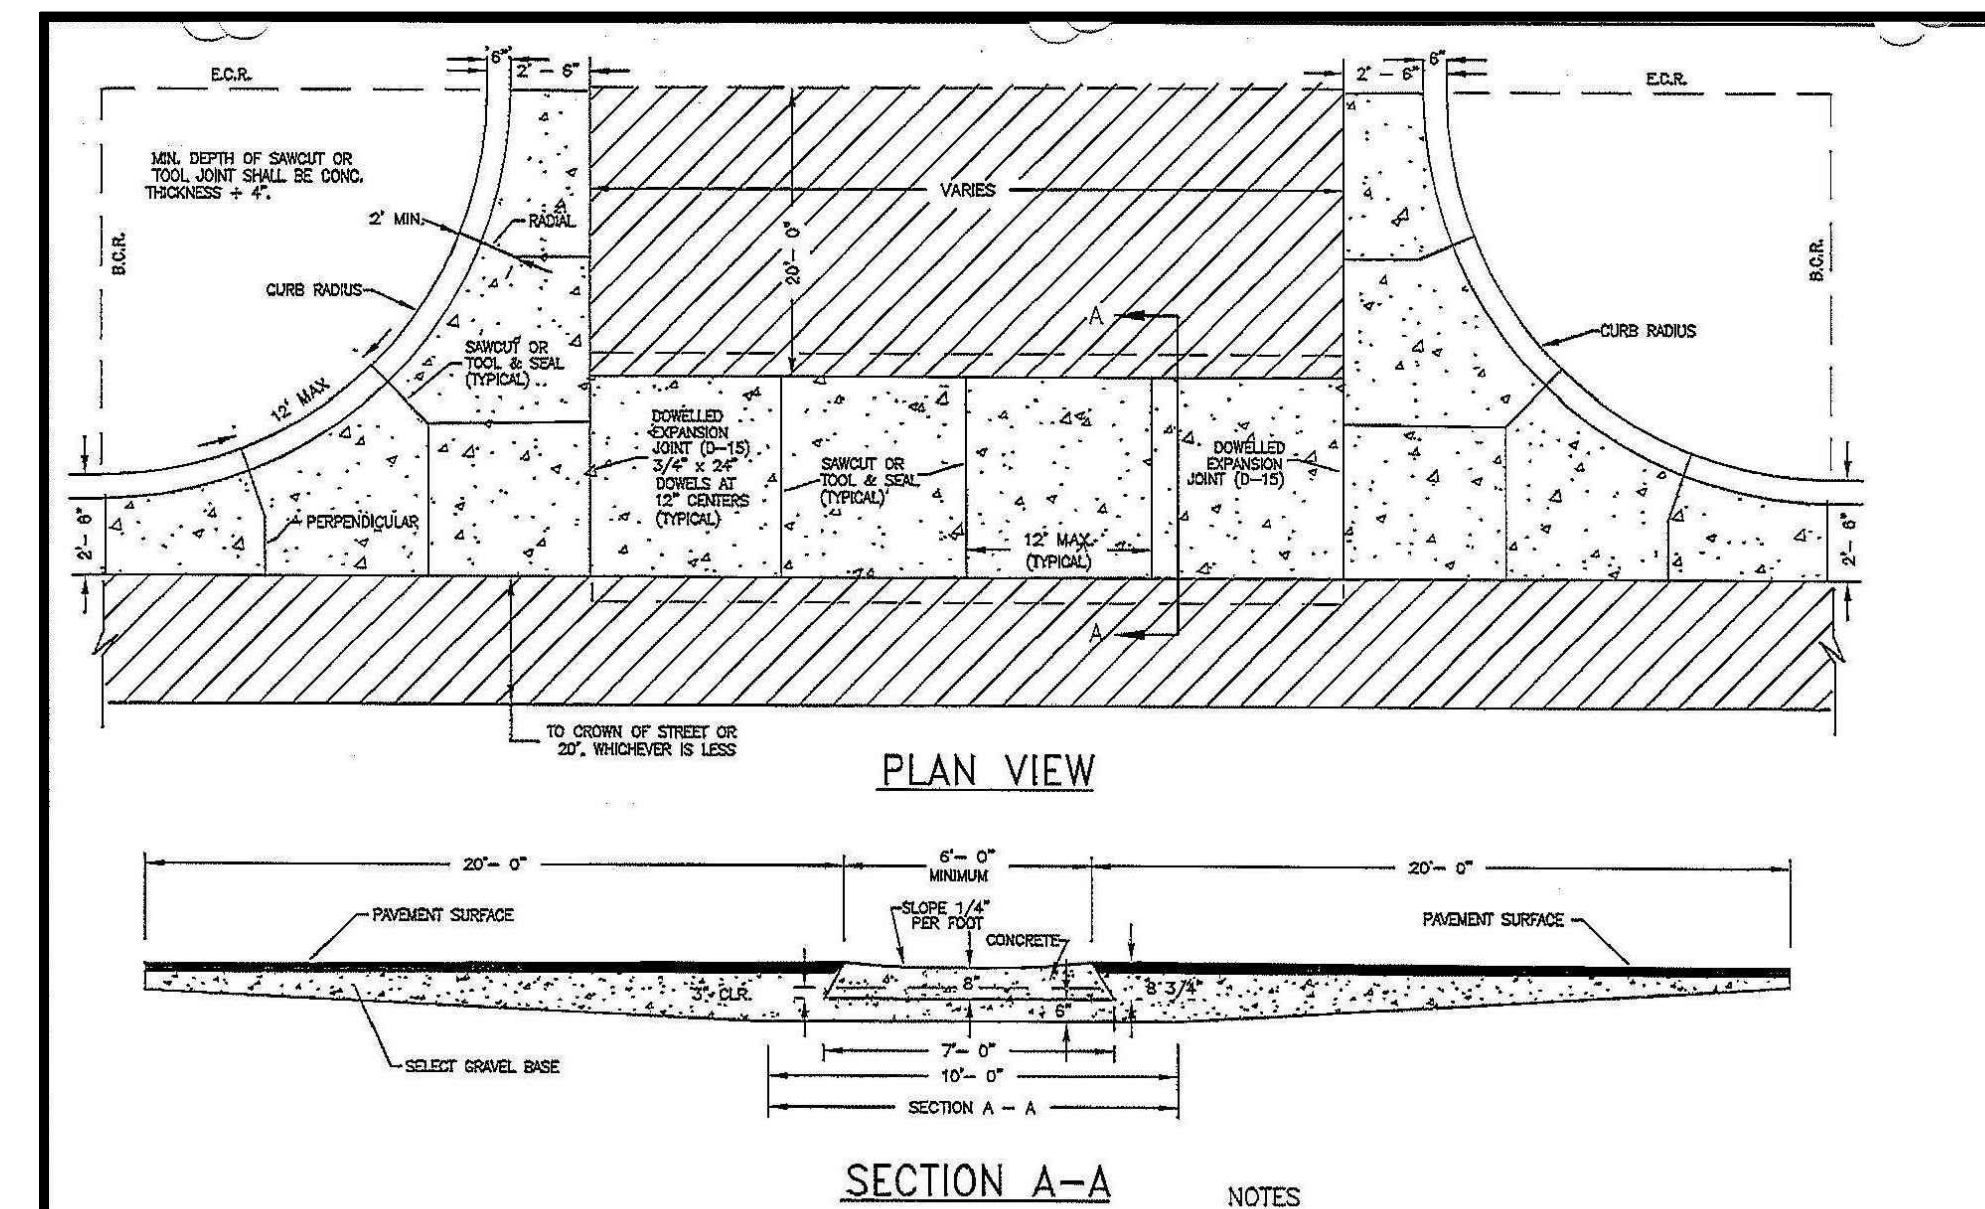 6"
2' - 6"
2' - 6"
6"
E.C.R.
E.C.R.
MIN. DEPTH OF SAWCUT OR
TOOL JOINT SHALL BE CONC.
THICKNESS ÷ 4".
VARIES
2' MIN.
RADIAL
20'- 0"
B.C.R.
B.C.R.
CURB RADIUS
A
CURB RADIUS
SAWCUT OR
TOOL & SEAL
(TYPICAL)
12' MAX
DOWELLED
EXPANSION
JOINT (D-15)
3/4" x 24"
DOWELS AT
12" CENTERS
(TYPICAL)
SAWCUT OR
TOOL & SEAL
(TYPICAL)
DOWELLED
EXPANSION
JOINT (D-15)
PERPENDICULAR
2'- 6"
2'- 6"
12' MAX.
(TYPICAL)
A
TO CROWN OF STREET OR
20', WHICHEVER IS LESS
PLAN VIEW
20'- 0"
6'- 0"
MINIMUM
20'- 0"
PAVEMENT SURFACE
SLOPE 1/4"
PER FOOT
CONCRETE
PAVEMENT SURFACE
3" CLR.
8"
8 3/4"
6"
SELECT GRAVEL BASE
7'- 0"
10'- 0"
SECTION A - A
SECTION A-A
NOTES